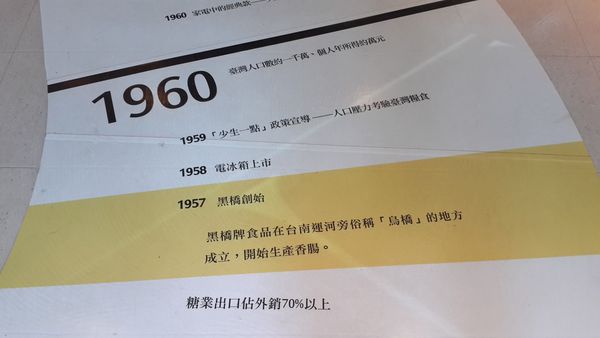 1960 家電中的經典款——
1960
臺灣人口數約一千萬、個人年所得約萬元
1959「少生一點」政策宣導——人口壓力考驗臺灣糧食
1958 電冰箱上市
1957 黑橋創始
黑橋牌食品在台南運河旁俗稱「烏橋」的地方
成立，開始生產香腸。
糖業出口佔外銷70%以上